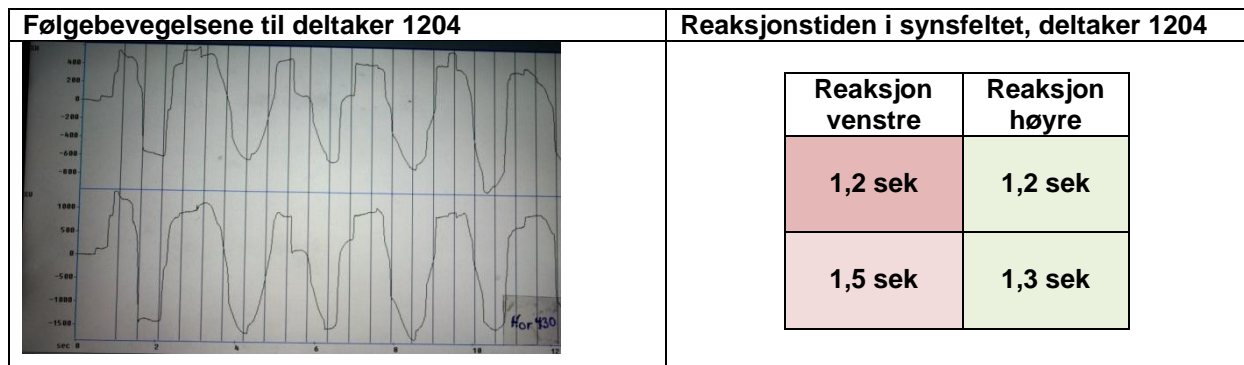 Følgebevegelsene til deltaker 1204
Reaksjonstiden i synsfeltet, deltaker 1204
400
200
0
-200
-400
-600
-800
1000
500
0
-500
-1000
-1500
sec 0 2 4 6 8 10 12
Hor. 430
Reaksjon venstre
Reaksjon høyre
1,2 sek
1,2 sek
1,5 sek
1,3 sek